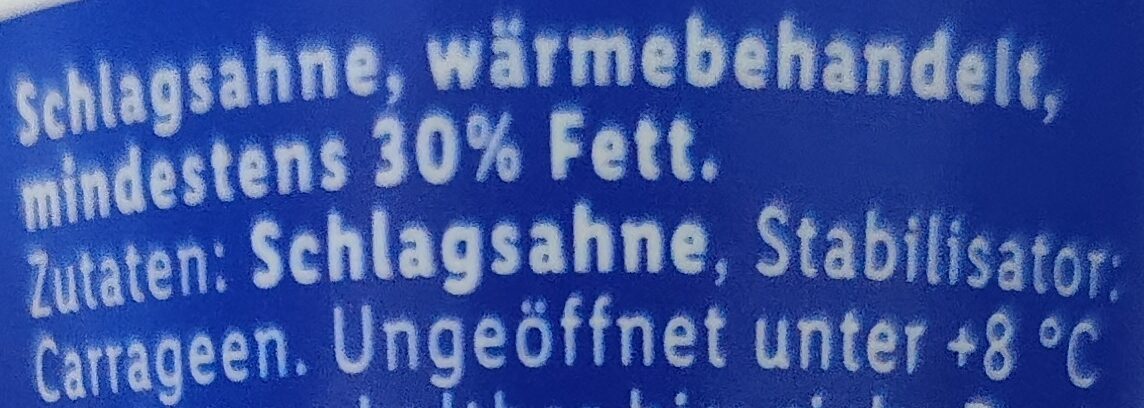 Schlagsahne, wärmebehandelt,
mindestens 30% Fett.
Zutaten: Schlagsahne, Stabilisator:
Carrageen. Ungeöffnet unter +8 °C